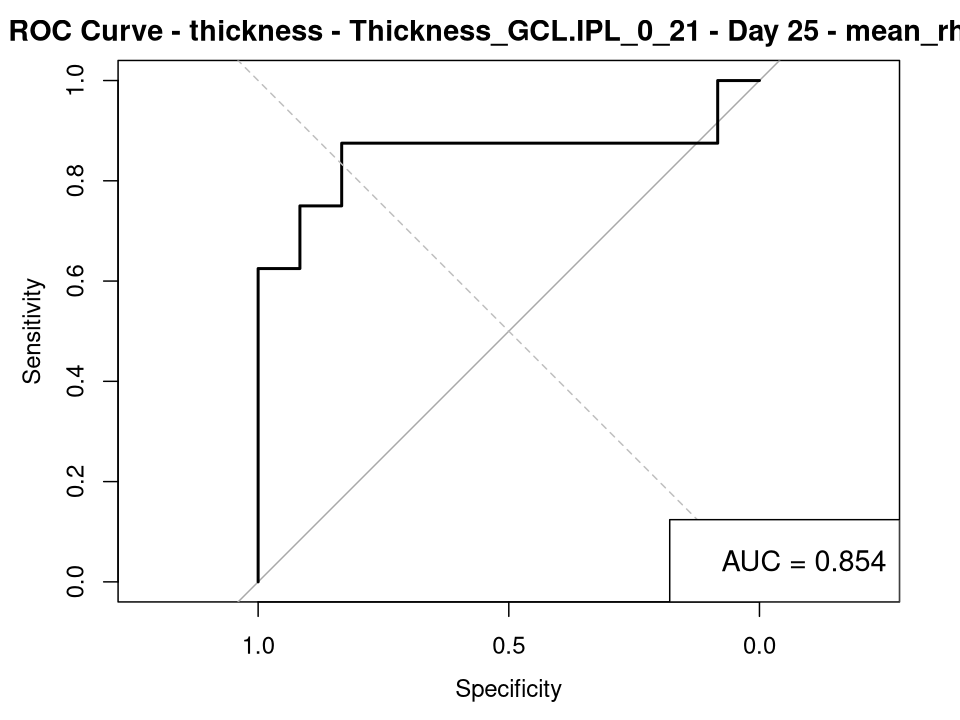 ROC Curve - thickness - Thickness_GCL.IPL_0_21 - Day 25 - mean_rh
1.0
0.8
0.6
0.4
0.2
0.0
Sensitivity
AUC = 0.854
1.0 0.5 0.0
Specificity